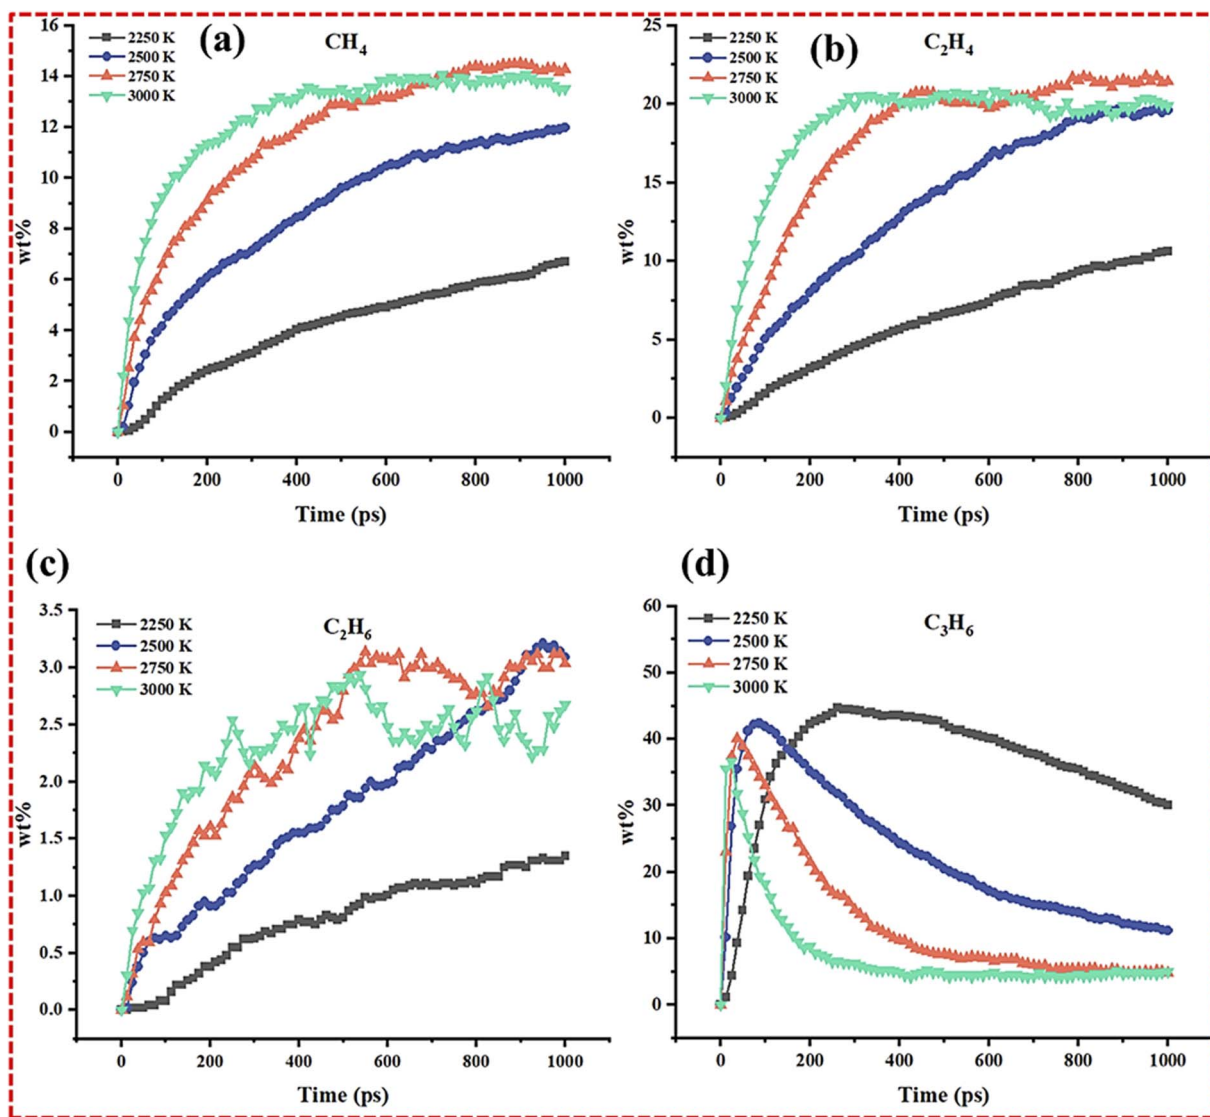 (a)
CH4
2250 K
2500 K
2750 K
3000 K
16
14
12
10
8
6
4
2
0
wt%
0 200 400 600 800 1000
Time (ps)
(b)
C2H4
2250 K
2500 K
2750 K
3000 K
25
20
15
10
5
0
wt%
0 200 400 600 800 1000
Time (ps)
(c)
C2H6
2250 K
2500 K
2750 K
3000 K
3.5
3.0
2.5
2.0
1.5
1.0
0.5
0.0
wt%
0 200 400 600 800 1000
Time (ps)
(d)
C3H6
2250 K
2500 K
2750 K
3000 K
60
50
40
30
20
10
0
wt%
0 200 400 600 800 1000
Time (ps)